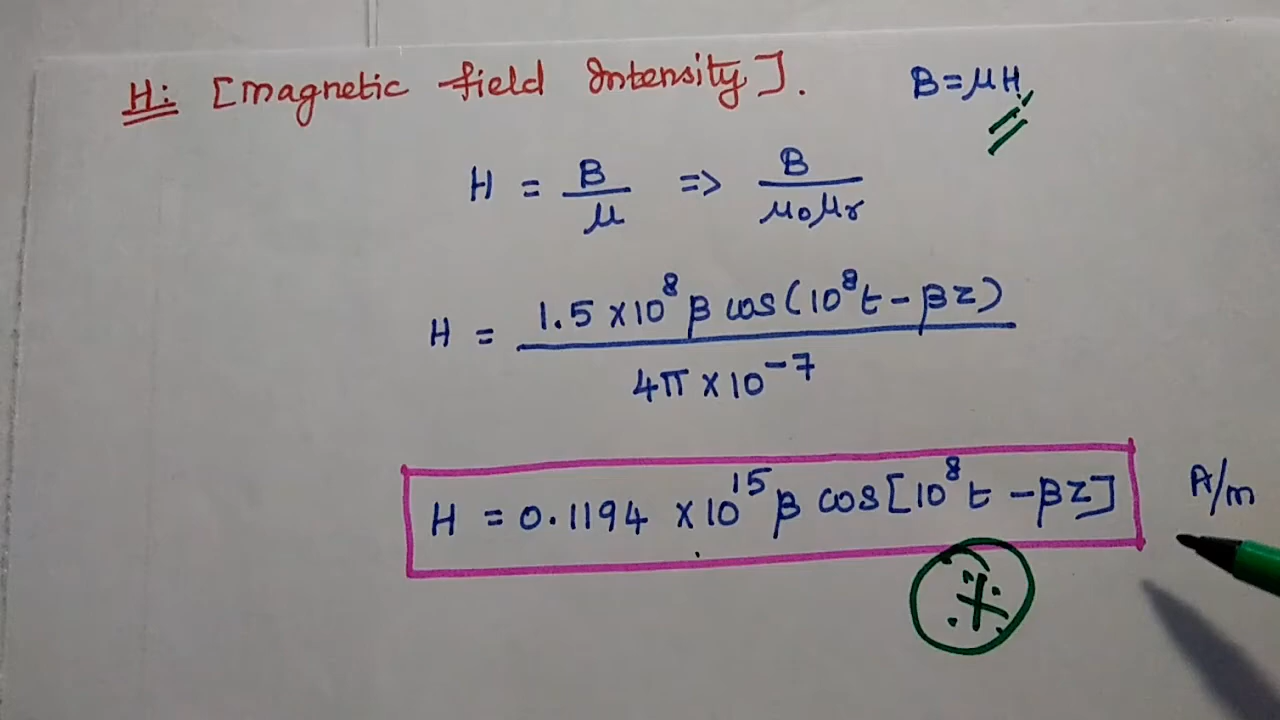 H: [Magnetic field Intensity]. B=μH
H = B/μ => B/μ₀μᵣ
H = 1.5×10⁸ β cos(10⁸t-βz)/4π×10⁻⁷
H = 0.1194 ×10¹⁵ β cos[10⁸t -βz] A/m